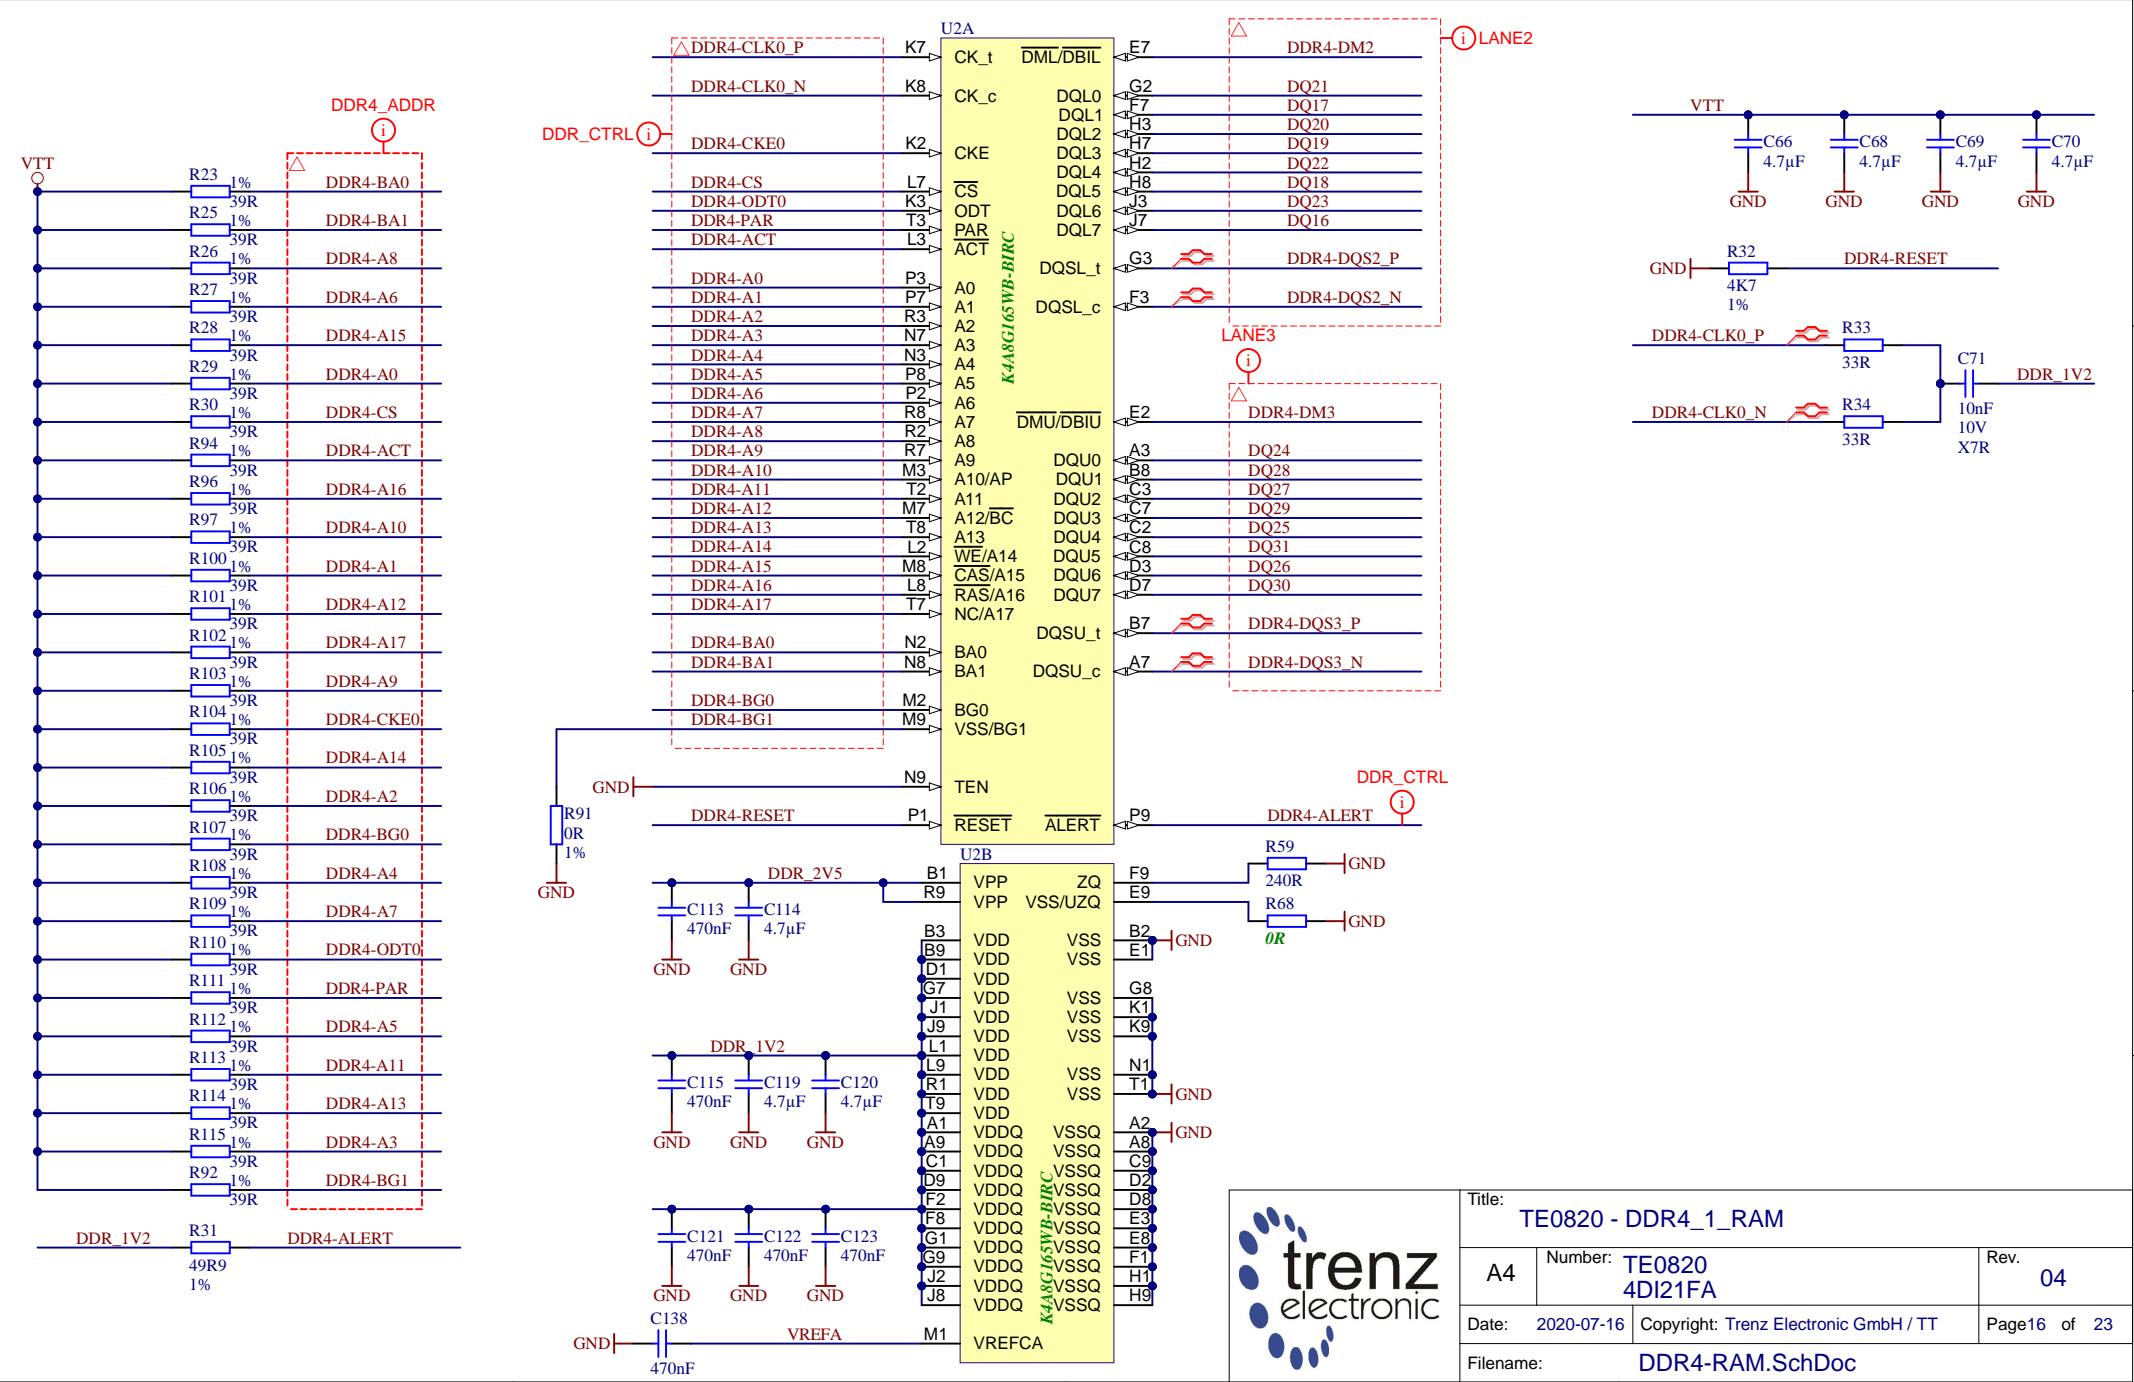 DDR4_ADDR
i
VTT
R23 1% 39R DDR4-BA0
R25 1% 39R DDR4-BA1
R26 1% 39R DDR4-A8
R27 1% 39R DDR4-A6
R28 1% 39R DDR4-A15
R29 1% 39R DDR4-A0
R30 1% 39R DDR4-CS
R94 1% 39R DDR4-ACT
R96 1% 39R DDR4-A16
R97 1% 39R DDR4-A10
R100 1% 39R DDR4-A1
R101 1% 39R DDR4-A12
R102 1% 39R DDR4-A17
R103 1% 39R DDR4-A9
R104 1% 39R DDR4-CKE0
R105 1% 39R DDR4-A14
R106 1% 39R DDR4-A2
R107 1% 39R DDR4-BG0
R108 1% 39R DDR4-A4
R109 1% 39R DDR4-A7
R110 1% 39R DDR4-ODT0
R111 1% 39R DDR4-PAR
R112 1% 39R DDR4-A5
R113 1% 39R DDR4-A11
R114 1% 39R DDR4-A13
R115 1% 39R DDR4-A3
R92 1% 39R DDR4-BG1
DDR_1V2 R31 49R9 1% DDR4-ALERT
U2A
DDR_CTRL i
DDR4-CLK0_P K7 CK_t
DDR4-CLK0_N K8 CK_c
DDR4-CKE0 K2 CKE
DDR4-CS L7 CS
DDR4-ODT0 K3 ODT
DDR4-PAR T3 PAR
DDR4-ACT L3 ACT
DDR4-A0 P3 A0
DDR4-A1 P7 A1
DDR4-A2 R3 A2
DDR4-A3 N7 A3
DDR4-A4 N3 A4
DDR4-A5 P8 A5
DDR4-A6 P2 A6
DDR4-A7 R8 A7
DDR4-A8 R2 A8
DDR4-A9 R7 A9
DDR4-A10 M3 A10/AP
DDR4-A11 T2 A11
DDR4-A12 M7 A12/BC
DDR4-A13 T8 A13
DDR4-A14 L2 WE/A14
DDR4-A15 M8 CAS/A15
DDR4-A16 L8 RAS/A16
DDR4-A17 T7 NC/A17
DDR4-BA0 N2 BA0
DDR4-BA1 N8 BA1
DDR4-BG0 M2 BG0
DDR4-BG1 M9 VSS/BG1
GND N9 TEN
DDR4-RESET P1 RESET
R91
0R
1%
GND
K4A8G165WB-BIRC
i LANE2
DML/DBIL E7 DDR4-DM2
DQL0 G2 DQ21
DQL1 F7 DQ17
DQL2 H3 DQ20
DQL3 H7 DQ19
DQL4 H2 DQ22
DQL5 H8 DQ18
DQL6 J3 DQ23
DQL7 J7 DQ16
DQSL_t G3 DDR4-DQS2_P
DQSL_c F3 DDR4-DQS2_N
LANE3
i
DMU/DBIU E2 DDR4-DM3
DQU0 A3 DQ24
DQU1 B8 DQ28
DQU2 C3 DQ27
DQU3 C7 DQ29
DQU4 C2 DQ25
DQU5 C8 DQ31
DQU6 D3 DQ26
DQU7 D7 DQ30
DQSU_t B7 DDR4-DQS3_P
DQSU_c A7 DDR4-DQS3_N
DDR_CTRL
i
ALERT P9 DDR4-ALERT
U2B
DDR_2V5 B1 VPP
R9 VPP
C113 470nF GND
C114 4.7µF GND
B3 VDD
B9 VDD
D1 VDD
G7 VDD
J1 VDD
J9 VDD
DDR_1V2 L1 VDD
L9 VDD
R1 VDD
T9 VDD
C115 470nF GND
C119 4.7µF GND
C120 4.7µF GND
A1 VDDQ
A9 VDDQ
C1 VDDQ
D9 VDDQ
F2 VDDQ
F8 VDDQ
G1 VDDQ
G9 VDDQ
J2 VDDQ
J8 VDDQ
C121 470nF GND
C122 470nF GND
C123 470nF GND
GND C138 470nF VREFA M1 VREFCA
K4A8G165WB-BIRC
ZQ F9 R59 240R GND
VSS/UZQ E9 R68 0R GND
VSS B2 GND
VSS E1
VSS G8
VSS K1
VSS K9
VSS N1
VSS T1 GND
VSSQ A2 GND
VSSQ A8
VSSQ C9
VSSQ D2
VSSQ D8
VSSQ E3
VSSQ E8
VSSQ F1
VSSQ H1
VSSQ H9
VTT
C66 4.7µF GND
C68 4.7µF GND
C69 4.7µF GND
C70 4.7µF GND
GND R32 4K7 1% DDR4-RESET
DDR4-CLK0_P R33 33R
DDR4-CLK0_N R34 33R
C71 10nF 10V X7R DDR_1V2
trenz
electronic
Title:
TE0820 - DDR4_1_RAM
A4
Number: TE0820
4DI21FA
Rev.
04
Date: 2020-07-16
Copyright: Trenz Electronic GmbH / TT
Page16 of 23
Filename: DDR4-RAM.SchDoc